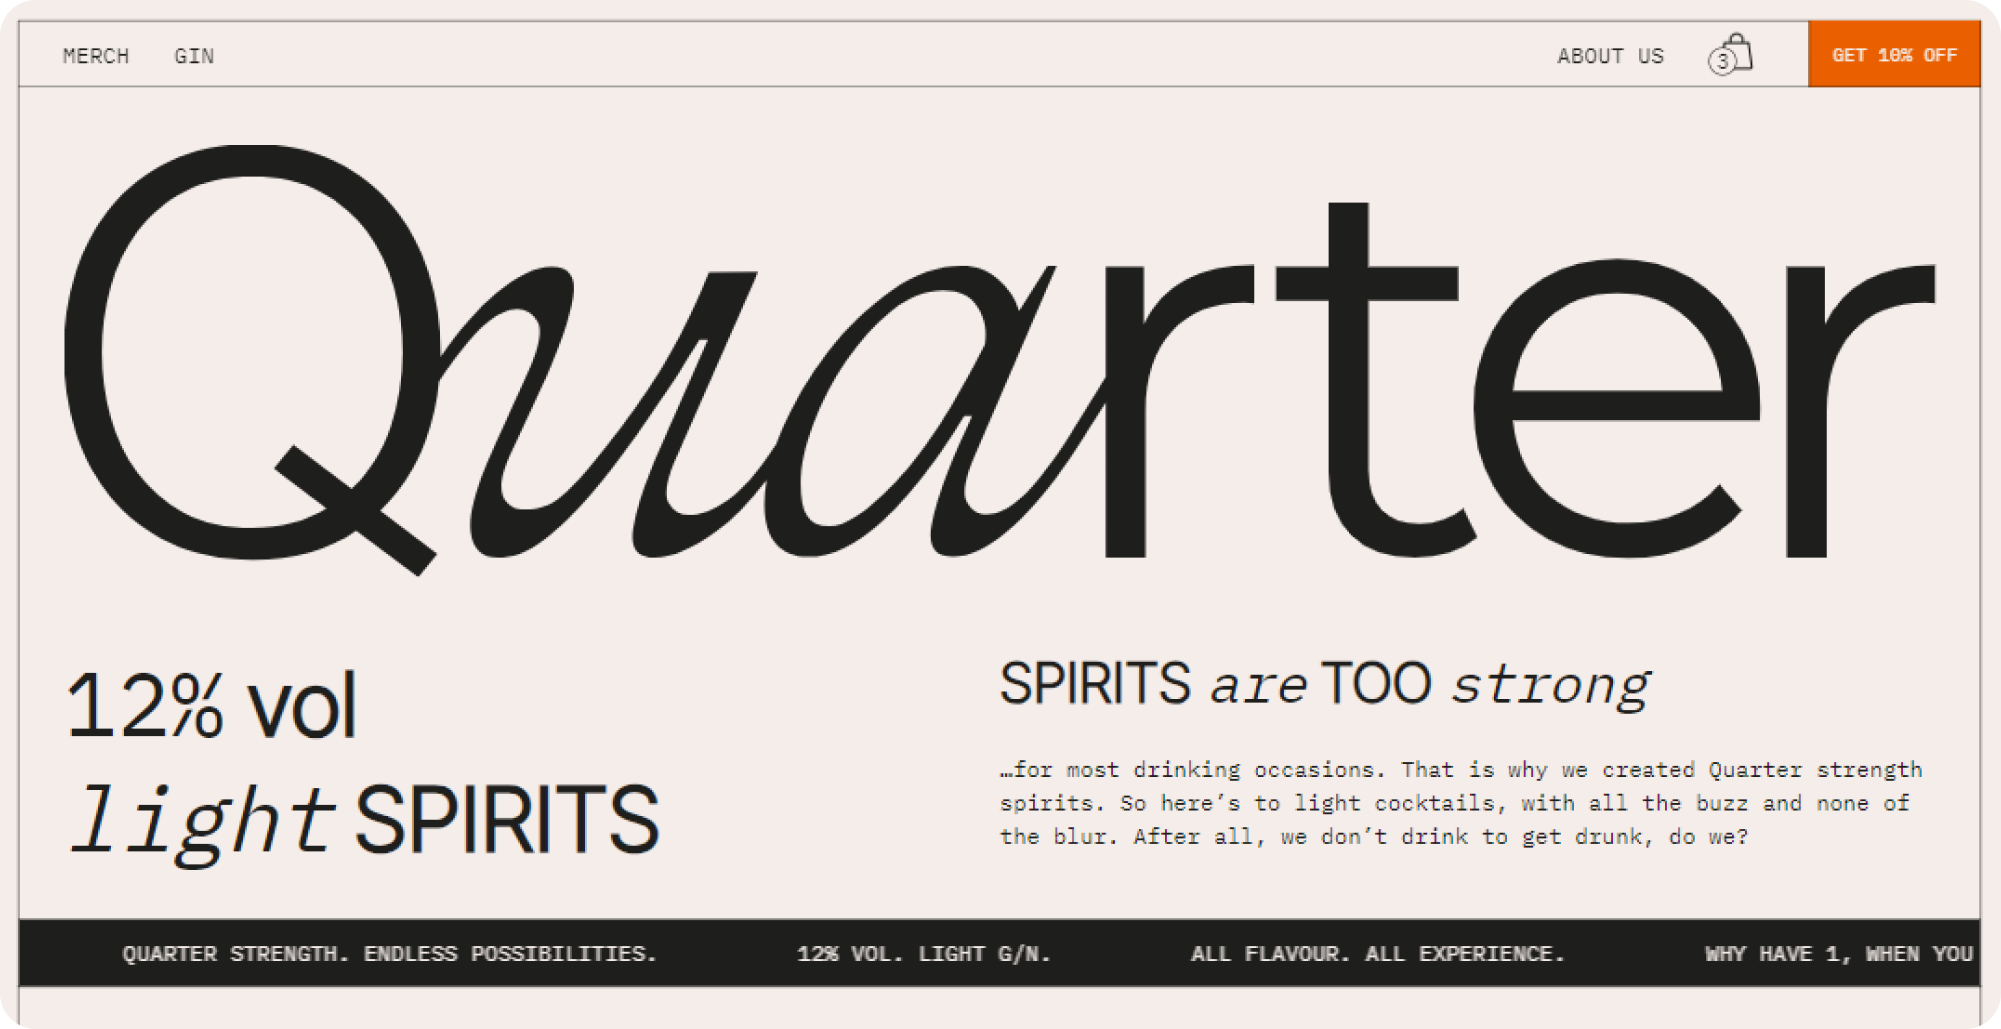 MERCH GIN ABOUT US 3 GET 10% OFF
Quarter
12% vol
light SPIRITS
SPIRITS are TOO strong
…for most drinking occasions. That is why we created Quarter strength
spirits. So here’s to light cocktails, with all the buzz and none of
the blur. After all, we don’t drink to get drunk, do we?
QUARTER STRENGTH. ENDLESS POSSIBILITIES. 12% VOL. LIGHT G/N. ALL FLAVOUR. ALL EXPERIENCE. WHY HAVE 1, WHEN YOU